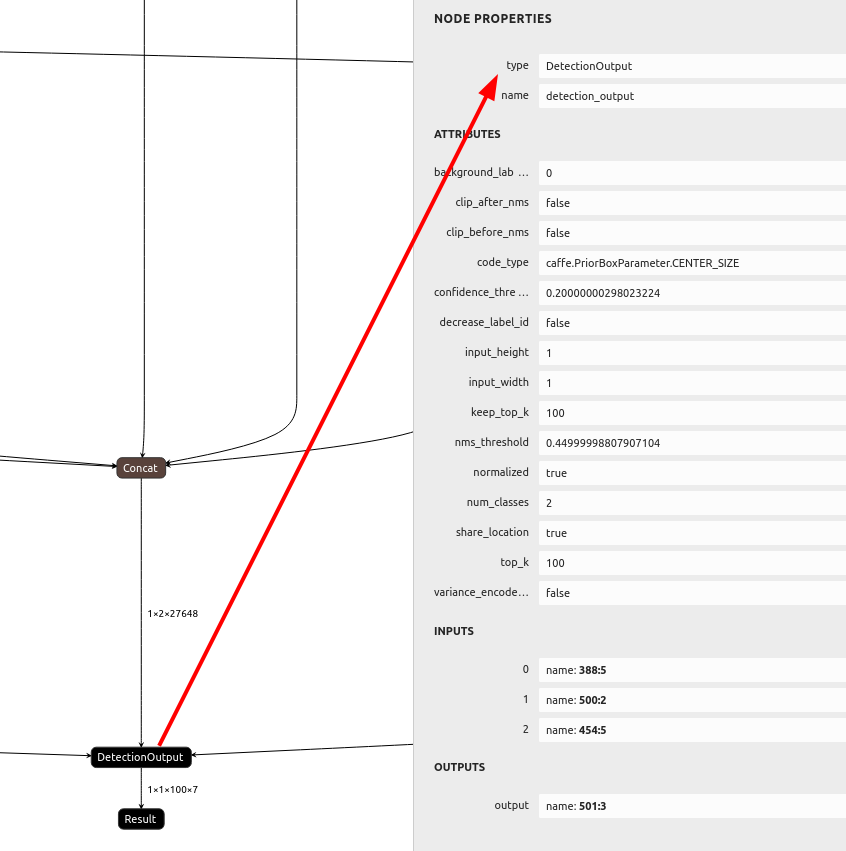 Concat
1×2×27648
DetectionOutput
1×1×100×7
Result
NODE PROPERTIES
type DetectionOutput
name detection_output
ATTRIBUTES
background_lab ... 0
clip_after_nms false
clip_before_nms false
code_type caffe.PriorBoxParameter.CENTER_SIZE
confidence_thre ... 0.20000000298023224
decrease_label_id false
input_height 1
input_width 1
keep_top_k 100
nms_threshold 0.44999998807907104
normalized true
num_classes 2
share_location true
top_k 100
variance_encode... false
INPUTS
0 name: 388:5
1 name: 500:2
2 name: 454:5
OUTPUTS
output name: 501:3